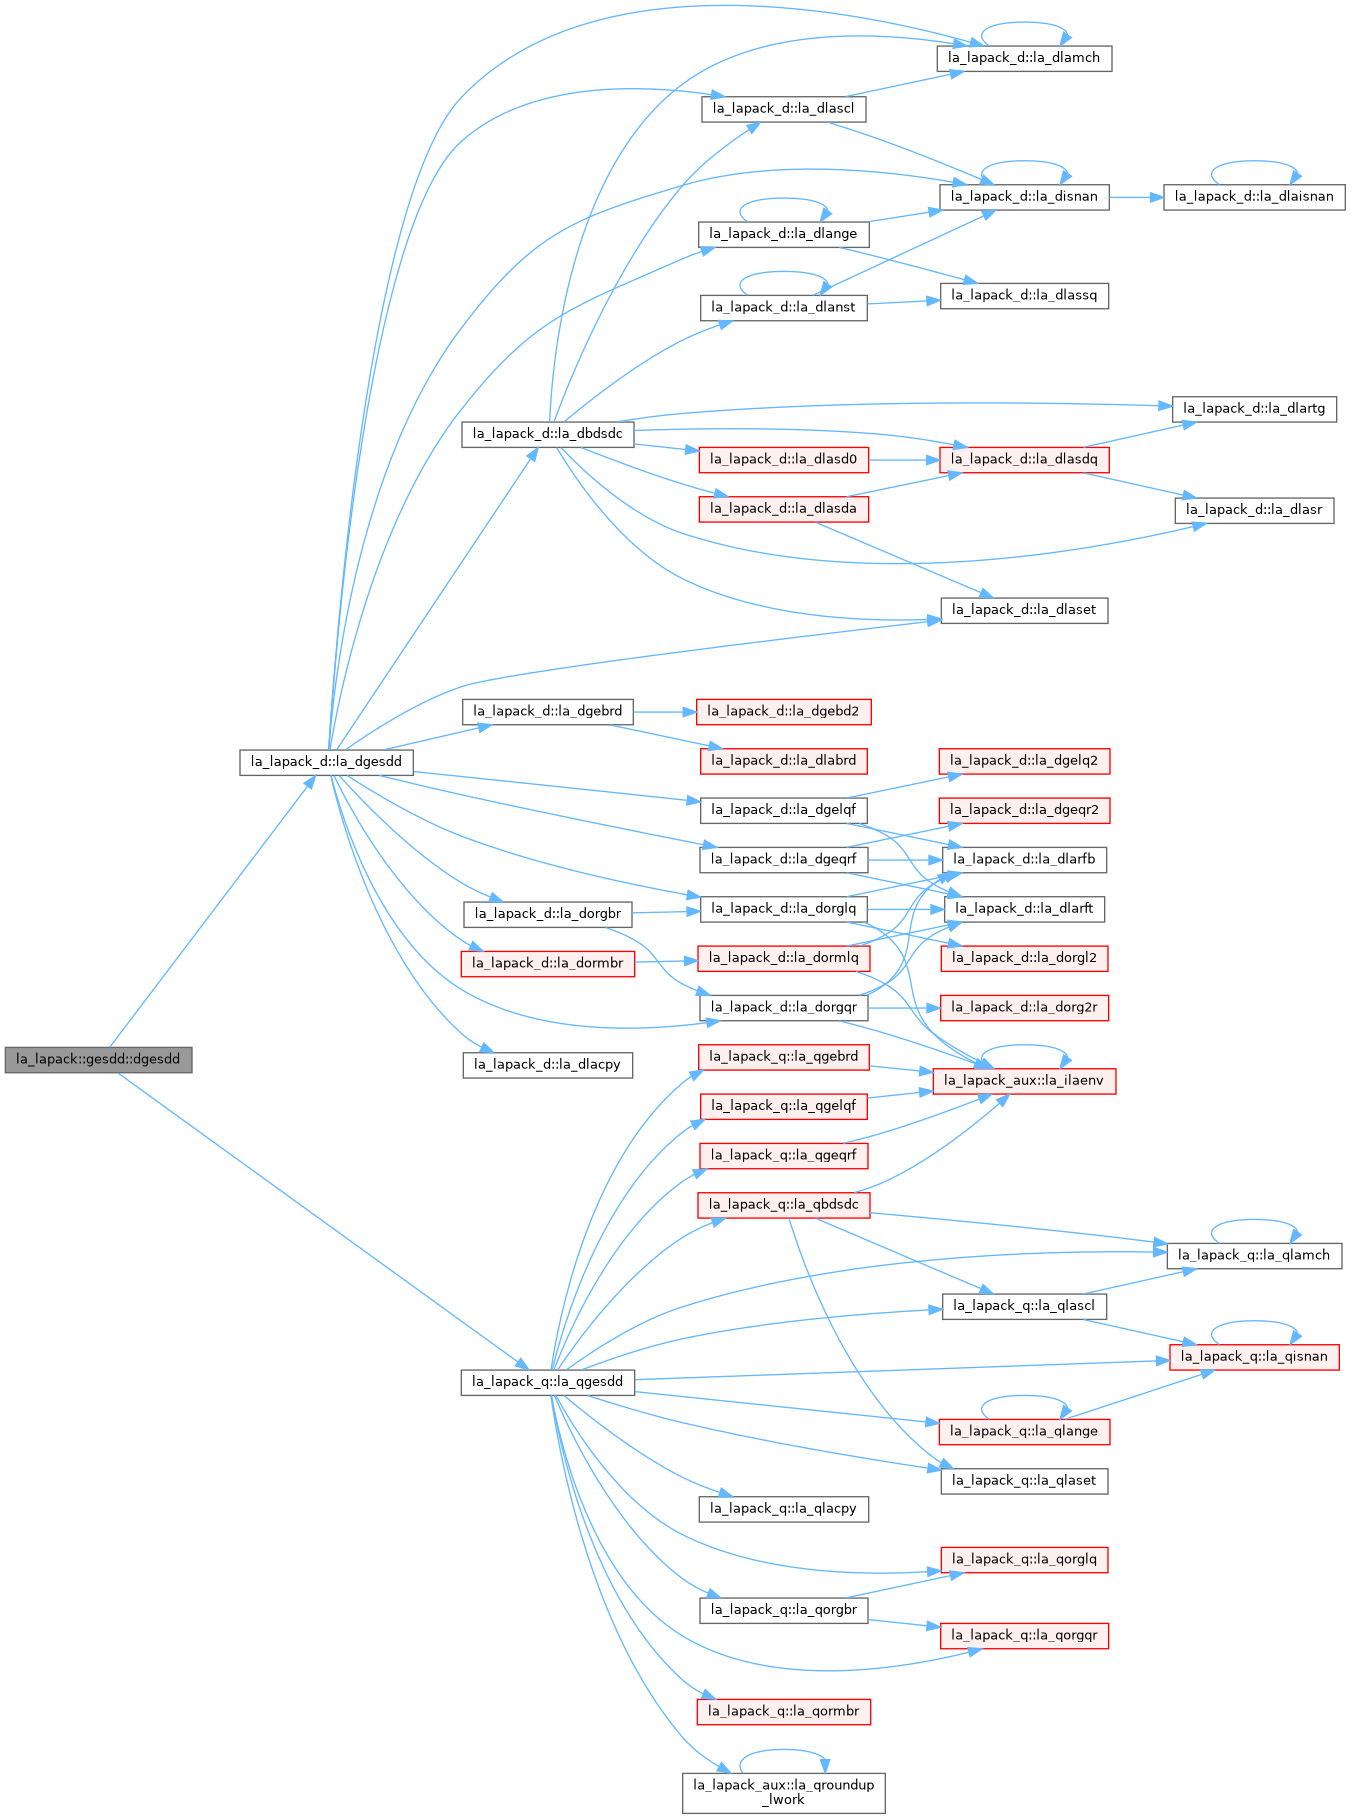 la_lapack_d::la_dlamch
la_lapack_d::la_dlascl
la_lapack_d::la_disnan
la_lapack_d::la_dlaisnan
la_lapack_d::la_dlange
la_lapack_d::la_dlassq
la_lapack_d::la_dlanst
la_lapack_d::la_dlartg
la_lapack_d::la_dbdsdc
la_lapack_d::la_dlasd0
la_lapack_d::la_dlasdq
la_lapack_d::la_dlasda
la_lapack_d::la_dlasr
la_lapack_d::la_dlaset
la_lapack_d::la_dgebrd
la_lapack_d::la_dgebd2
la_lapack_d::la_dgesdd
la_lapack_d::la_dlabrd
la_lapack_d::la_dgelq2
la_lapack_d::la_dgelqf
la_lapack_d::la_dgeqr2
la_lapack_d::la_dgeqrf
la_lapack_d::la_dlarfb
la_lapack_d::la_dorgbr
la_lapack_d::la_dorglq
la_lapack_d::la_dlarft
la_lapack_d::la_dormbr
la_lapack_d::la_dormlq
la_lapack_d::la_dorgl2
la_lapack_d::la_dorgqr
la_lapack_d::la_dorg2r
la_lapack::gesdd::dgesdd
la_lapack_d::la_dlacpy
la_lapack_q::la_qgebrd
la_lapack_aux::la_ilaenv
la_lapack_q::la_qgelqf
la_lapack_q::la_qgeqrf
la_lapack_q::la_qbdsdc
la_lapack_q::la_qlamch
la_lapack_q::la_qlascl
la_lapack_q::la_qisnan
la_lapack_q::la_qgesdd
la_lapack_q::la_qlange
la_lapack_q::la_qlaset
la_lapack_q::la_qlacpy
la_lapack_q::la_qorglq
la_lapack_q::la_qorgbr
la_lapack_q::la_qorgqr
la_lapack_q::la_qormbr
la_lapack_aux::la_qroundup
_lwork